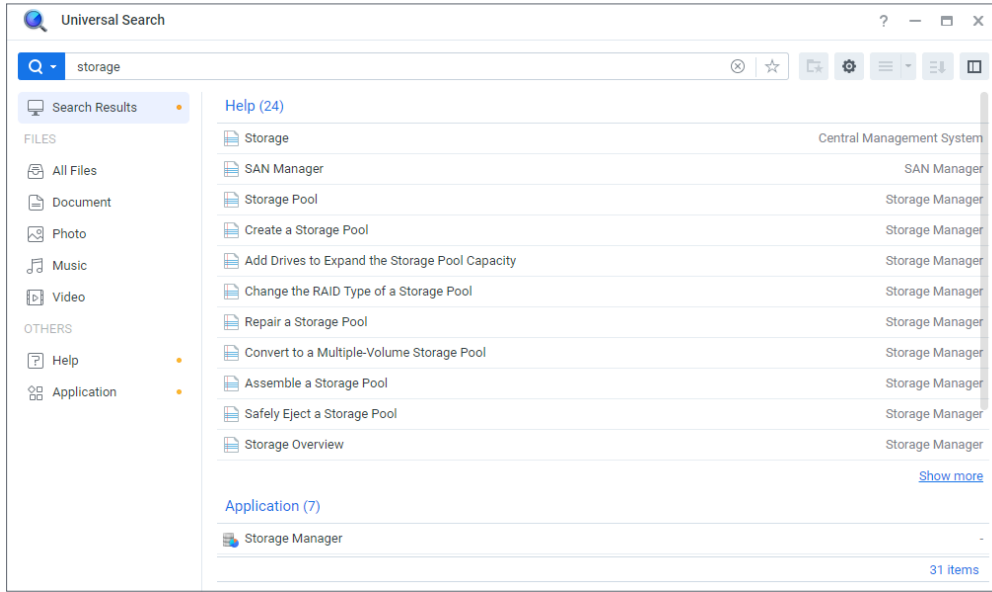 Universal Search
?
storage
Search Results
FILES
All Files
Document
Photo
Music
Video
OTHERS
Help
Application
Help (24)
Storage Central Management System
SAN Manager SAN Manager
Storage Pool Storage Manager
Create a Storage Pool Storage Manager
Add Drives to Expand the Storage Pool Capacity Storage Manager
Change the RAID Type of a Storage Pool Storage Manager
Repair a Storage Pool Storage Manager
Convert to a Multiple-Volume Storage Pool Storage Manager
Assemble a Storage Pool Storage Manager
Safely Eject a Storage Pool Storage Manager
Storage Overview Storage Manager
Show more
Application (7)
Storage Manager -
31 items